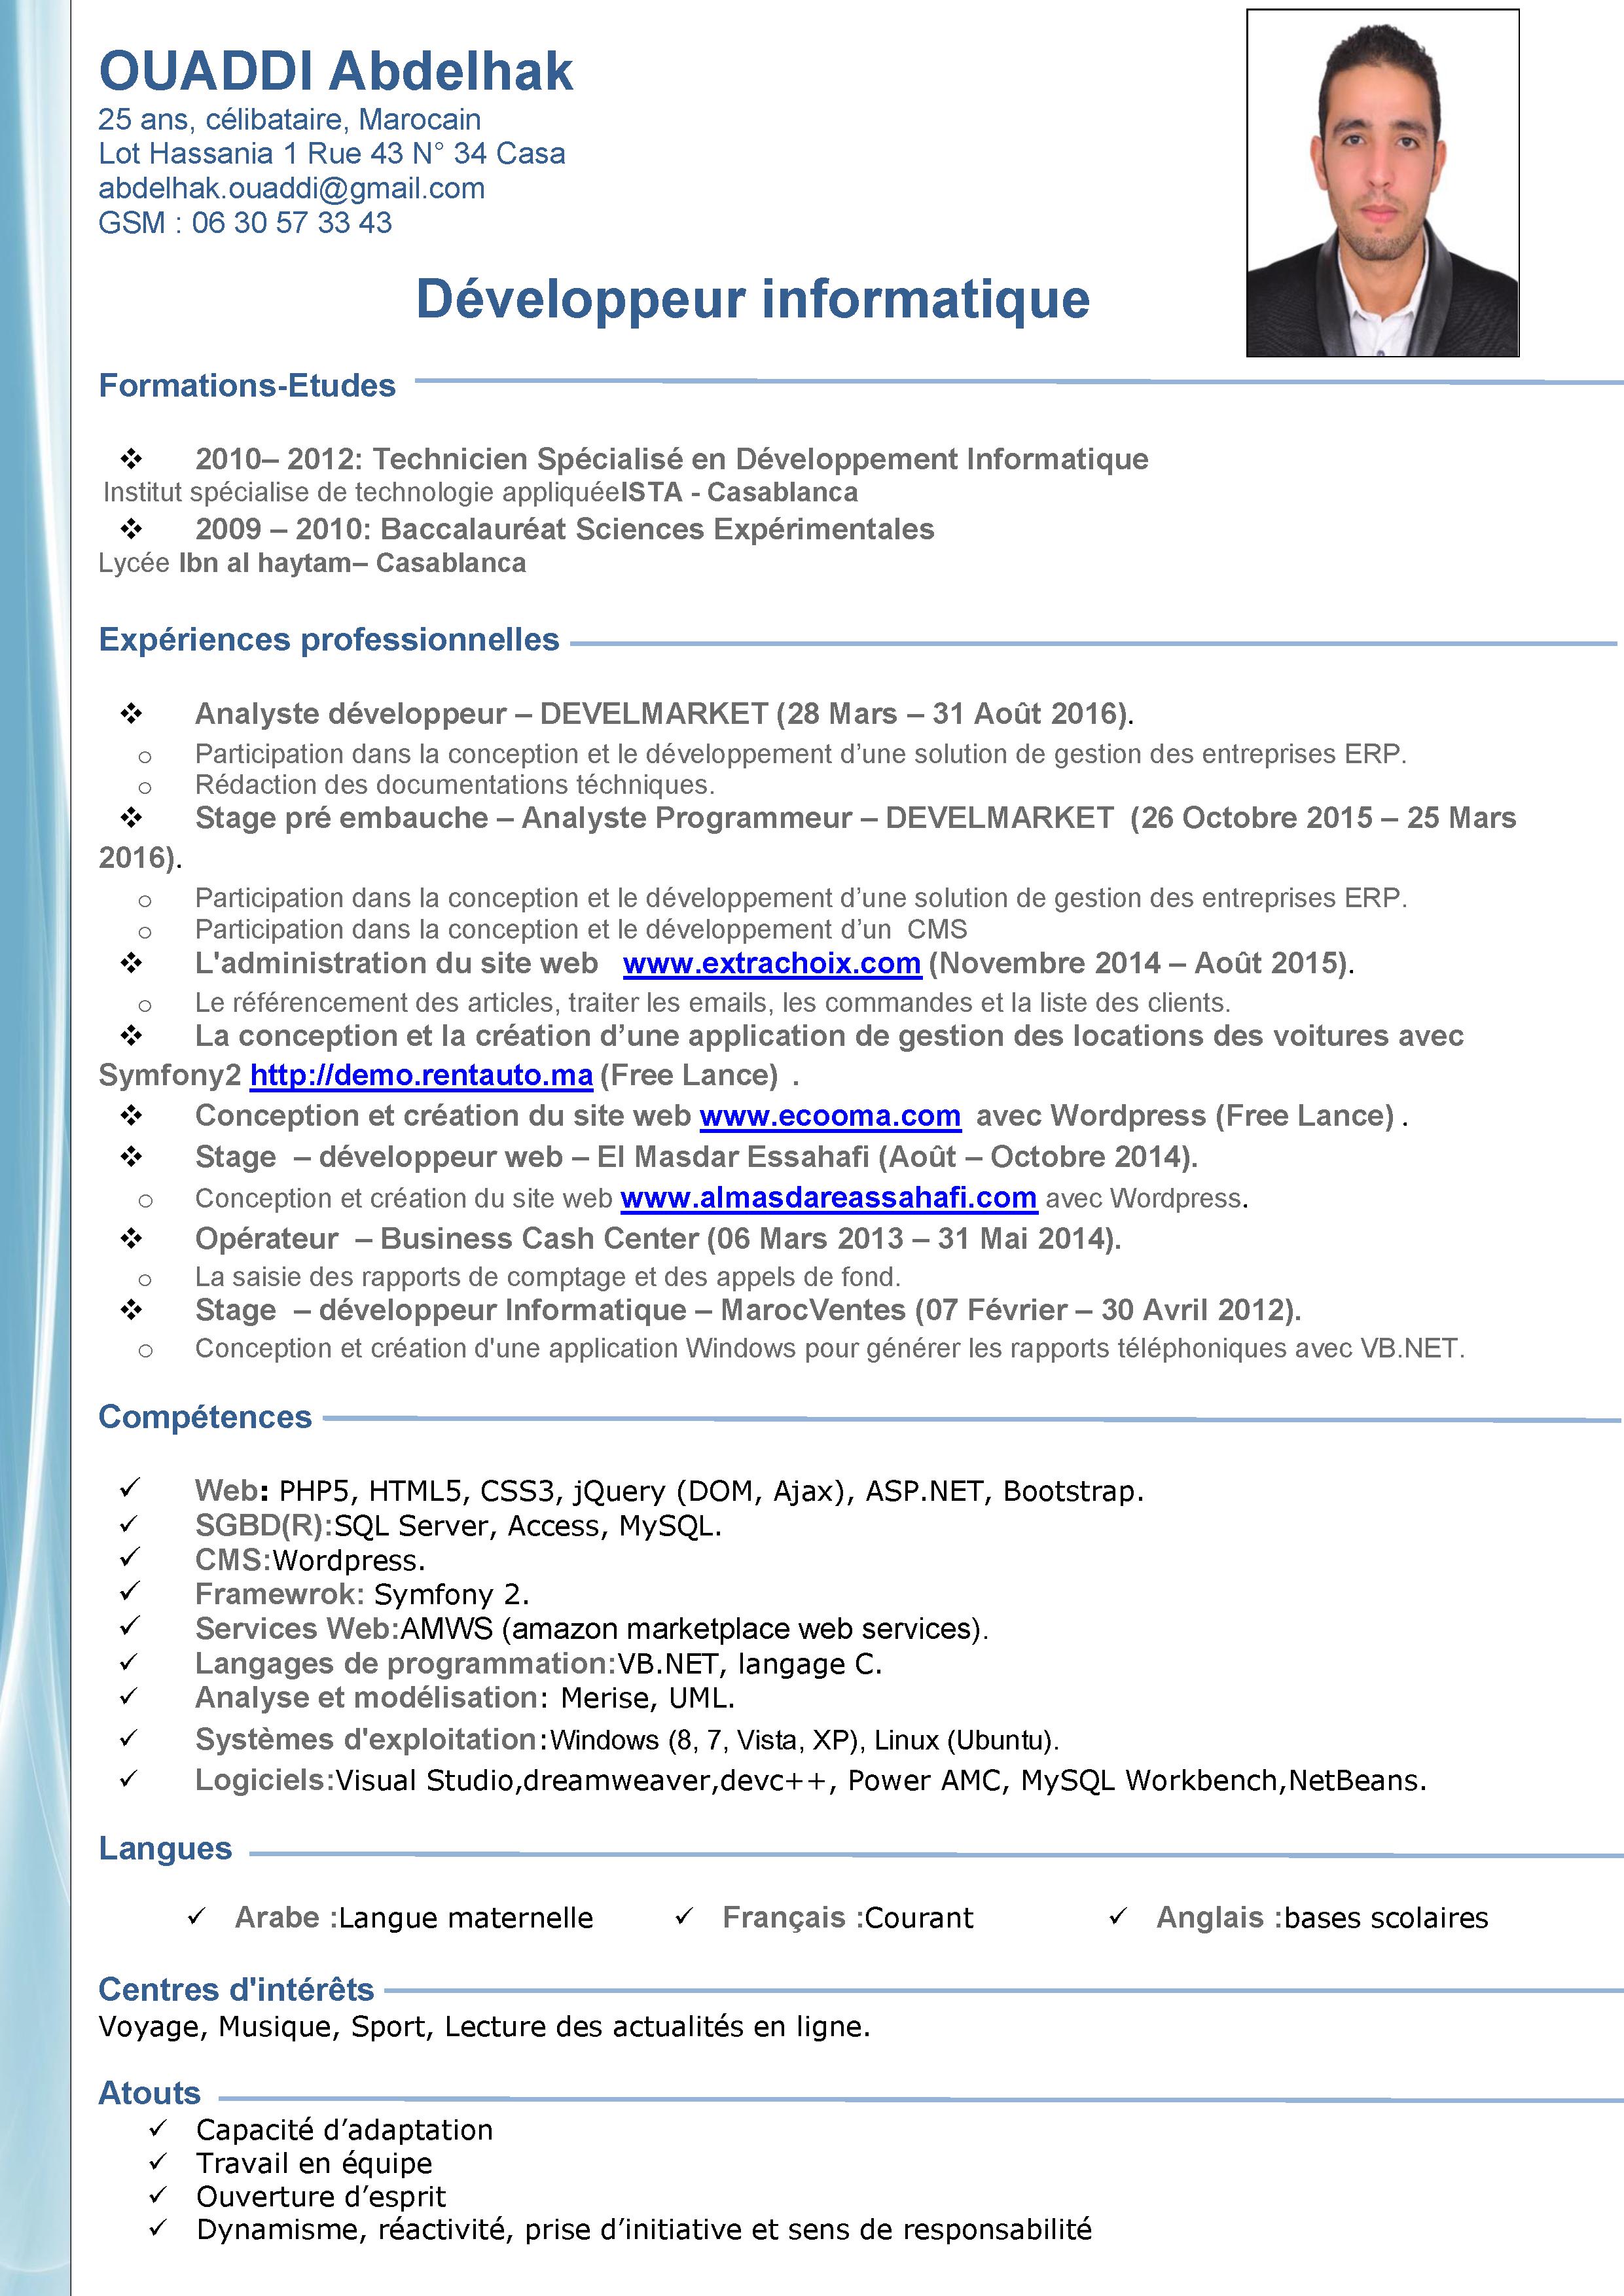 OUADDI Abdelhak
25 ans, célibataire, Marocain
Lot Hassania 1 Rue 43 N° 34 Casa
abdelhak.ouaddi@gmail.com
GSM : 06 30 57 33 43
Développeur informatique
Formations-Etudes
❖ 2010– 2012: Technicien Spécialisé en Développement Informatique
Institut spécialise de technologie appliquéeISTA - Casablanca
❖ 2009 – 2010: Baccalauréat Sciences Expérimentales
Lycée Ibn al haytam– Casablanca
Expériences professionnelles
❖ Analyste développeur – DEVELMARKET (28 Mars – 31 Août 2016).
o Participation dans la conception et le développement d’une solution de gestion des entreprises ERP.
o Rédaction des documentations téchniques.
❖ Stage pré embauche – Analyste Programmeur – DEVELMARKET (26 Octobre 2015 – 25 Mars
2016).
o Participation dans la conception et le développement d’une solution de gestion des entreprises ERP.
o Participation dans la conception et le développement d’un CMS
❖ L'administration du site web www.extrachoix.com (Novembre 2014 – Août 2015).
o Le référencement des articles, traiter les emails, les commandes et la liste des clients.
❖ La conception et la création d’une application de gestion des locations des voitures avec
Symfony2 http://demo.rentauto.ma (Free Lance) .
❖ Conception et création du site web www.ecooma.com avec Wordpress (Free Lance) .
❖ Stage – développeur web – El Masdar Essahafi (Août – Octobre 2014).
o Conception et création du site web www.almasdareassahafi.com avec Wordpress.
❖ Opérateur – Business Cash Center (06 Mars 2013 – 31 Mai 2014).
o La saisie des rapports de comptage et des appels de fond.
❖ Stage – développeur Informatique – MarocVentes (07 Février – 30 Avril 2012).
o Conception et création d'une application Windows pour générer les rapports téléphoniques avec VB.NET.
Compétences
✓ Web: PHP5, HTML5, CSS3, jQuery (DOM, Ajax), ASP.NET, Bootstrap.
✓ SGBD(R):SQL Server, Access, MySQL.
✓ CMS:Wordpress.
✓ Framewrok: Symfony 2.
✓ Services Web:AMWS (amazon marketplace web services).
✓ Langages de programmation:VB.NET, langage C.
✓ Analyse et modélisation: Merise, UML.
✓ Systèmes d'exploitation:Windows (8, 7, Vista, XP), Linux (Ubuntu).
✓ Logiciels:Visual Studio,dreamweaver,devc++, Power AMC, MySQL Workbench,NetBeans.
Langues
✓ Arabe :Langue maternelle ✓ Français :Courant ✓ Anglais :bases scolaires
Centres d'intérêts
Voyage, Musique, Sport, Lecture des actualités en ligne.
Atouts
✓ Capacité d’adaptation
✓ Travail en équipe
✓ Ouverture d’esprit
✓ Dynamisme, réactivité, prise d’initiative et sens de responsabilité